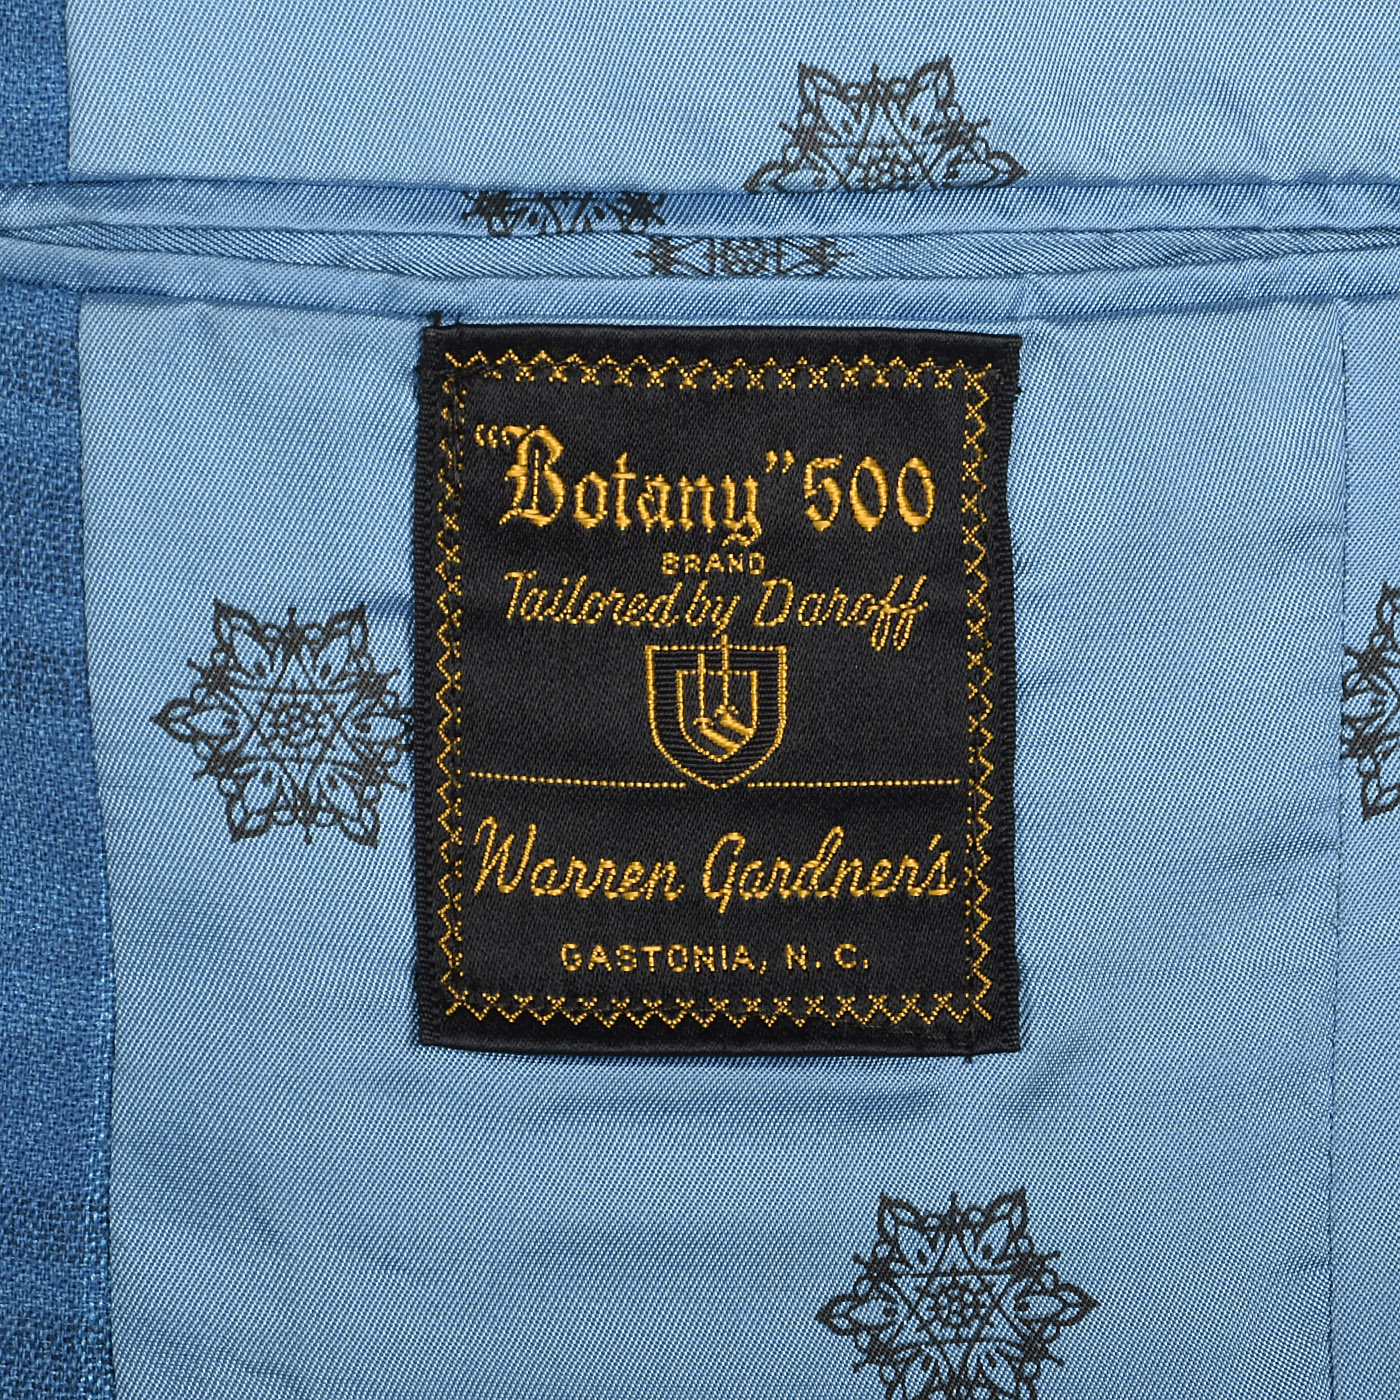 "Botany" 500
BRAND
Tailored by Daroff
Warren Gardner's
GASTONIA, N. C.